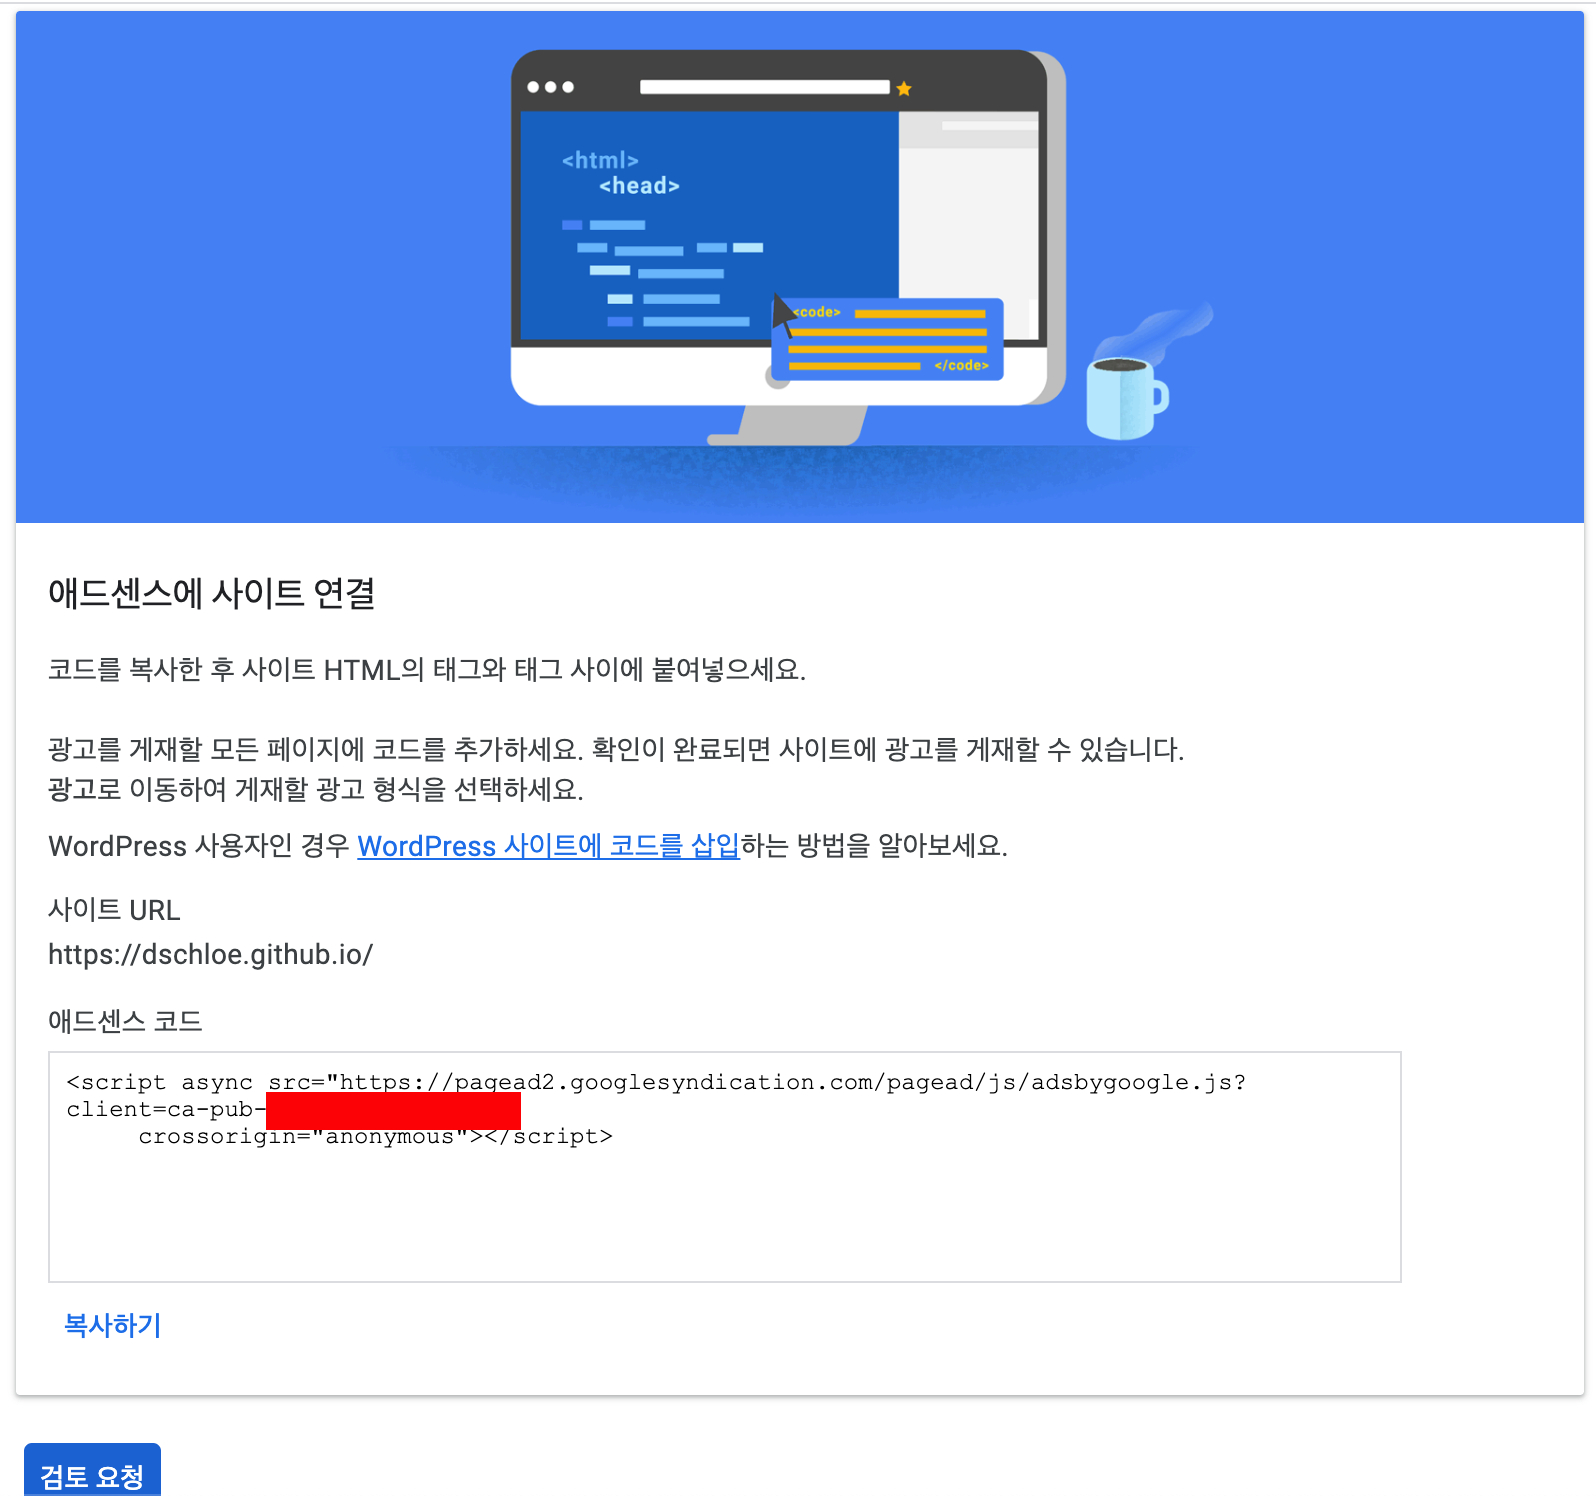 <html>
<head>
<code>
</code>
애드센스에 사이트 연결
코드를 복사한 후 사이트 HTML의 태그와 태그 사이에 붙여넣으세요.
광고를 게재할 모든 페이지에 코드를 추가하세요. 확인이 완료되면 사이트에 광고를 게재할 수 있습니다.
광고로 이동하여 게재할 광고 형식을 선택하세요.
WordPress 사용자인 경우 WordPress 사이트에 코드를 삽입하는 방법을 알아보세요.
사이트 URL
https://dschloe.github.io/
애드센스 코드
<script async src="https://pagead2.googlesyndication.com/pagead/js/adsbygoogle.js?
client=ca-pub-
crossorigin="anonymous"></script>
복사하기
검토 요청